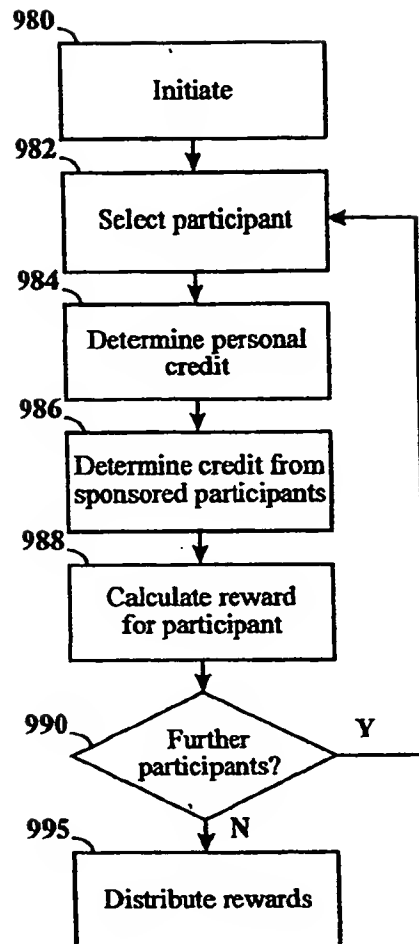 980
Initiate
982
Select participant
984
Determine personal
credit
986
Determine credit from
sponsored participants
988
Calculate reward
for participant
990
Further
participants?
Y
N
995
Distribute rewards